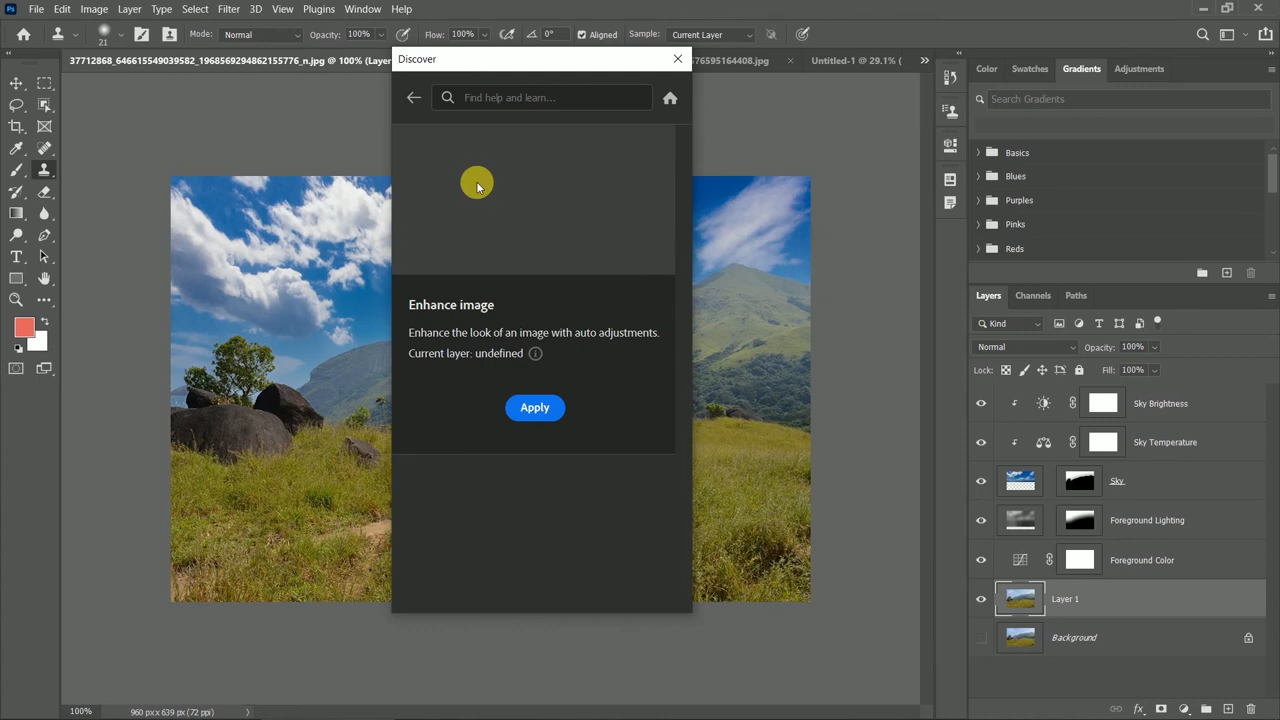 Ps File Edit Image Layer Type Select Filter 3D View Plugins Window Help
21 Mode: Normal Opacity: 100% Flow: 100% 0° Aligned Sample: Current Layer
37712868_646615549039582_1968569294862155776_n.jpg @ 100% (Layer
576595164408.jpg
Untitled-1 @ 29.1% (
Discover
Find help and learn...
Enhance image
Enhance the look of an image with auto adjustments.
Current layer: undefined
Apply
Color Swatches Gradients Adjustments
Search Gradients
Basics
Blues
Purples
Pinks
Reds
Layers Channels Paths
Kind
Normal Opacity: 100%
Lock: Fill: 100%
Sky Brightness
Sky Temperature
Sky
Foreground Lighting
Foreground Color
Layer 1
Background
100% 960 px x 639 px (72 ppi)